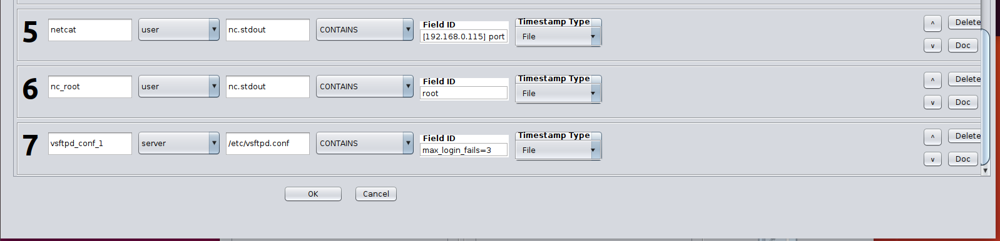 5 netcat user nc.stdout CONTAINS Field ID [192.168.0.115] port Timestamp Type File ^ v Delete Doc
6 nc_root user nc.stdout CONTAINS Field ID root Timestamp Type File ^ v Delete Doc
7 vsftpd_conf_1 server /etc/vsftpd.conf CONTAINS Field ID max_login_fails=3 Timestamp Type File ^ v Delete Doc
OK Cancel